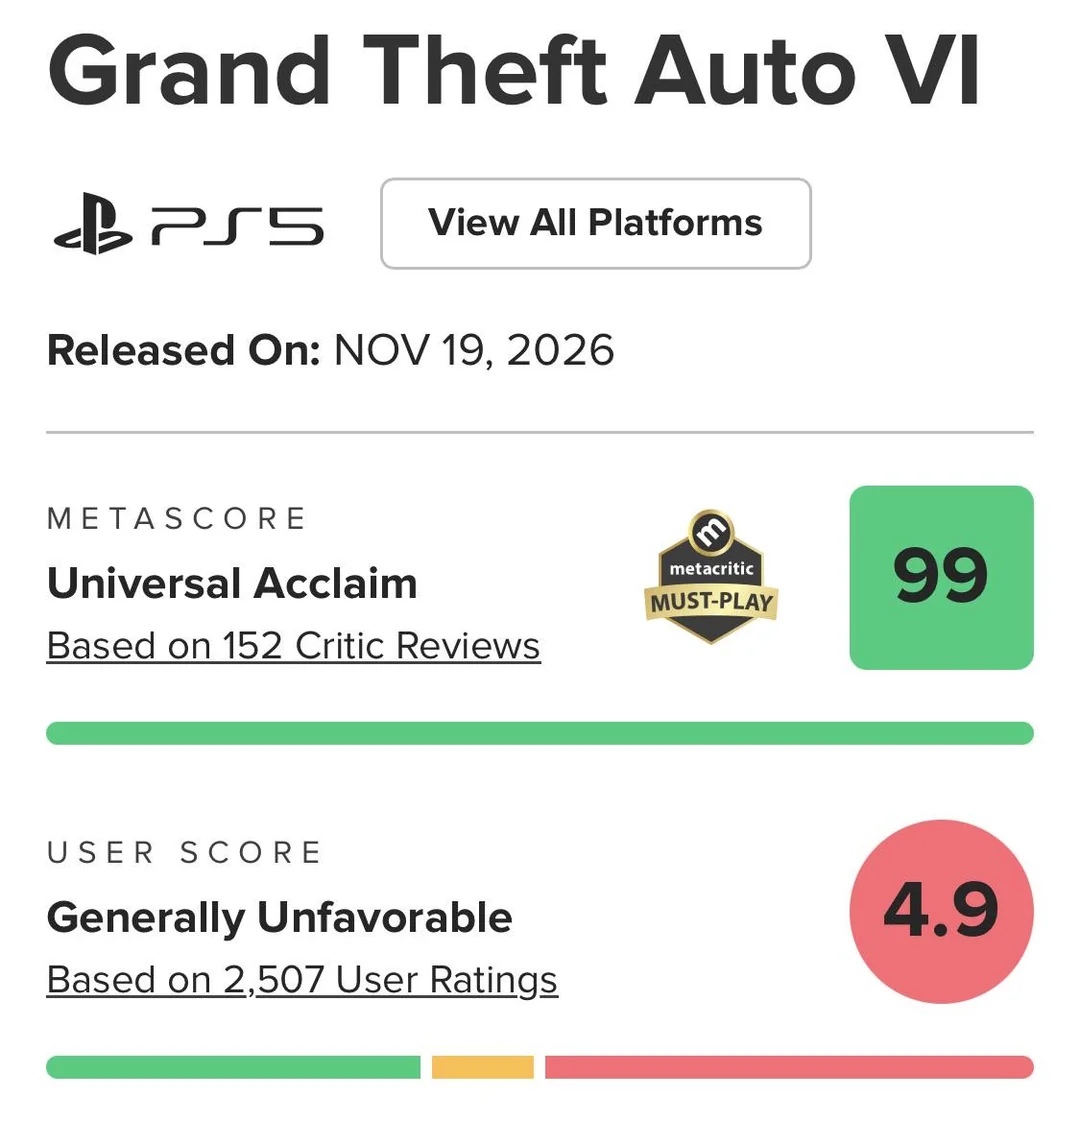 Grand Theft Auto VI
PS5
View All Platforms
Released On: NOV 19, 2026
METASCORE
Universal Acclaim
Based on 152 Critic Reviews
m
metacritic
MUST-PLAY
99
USER SCORE
Generally Unfavorable
Based on 2,507 User Ratings
4.9